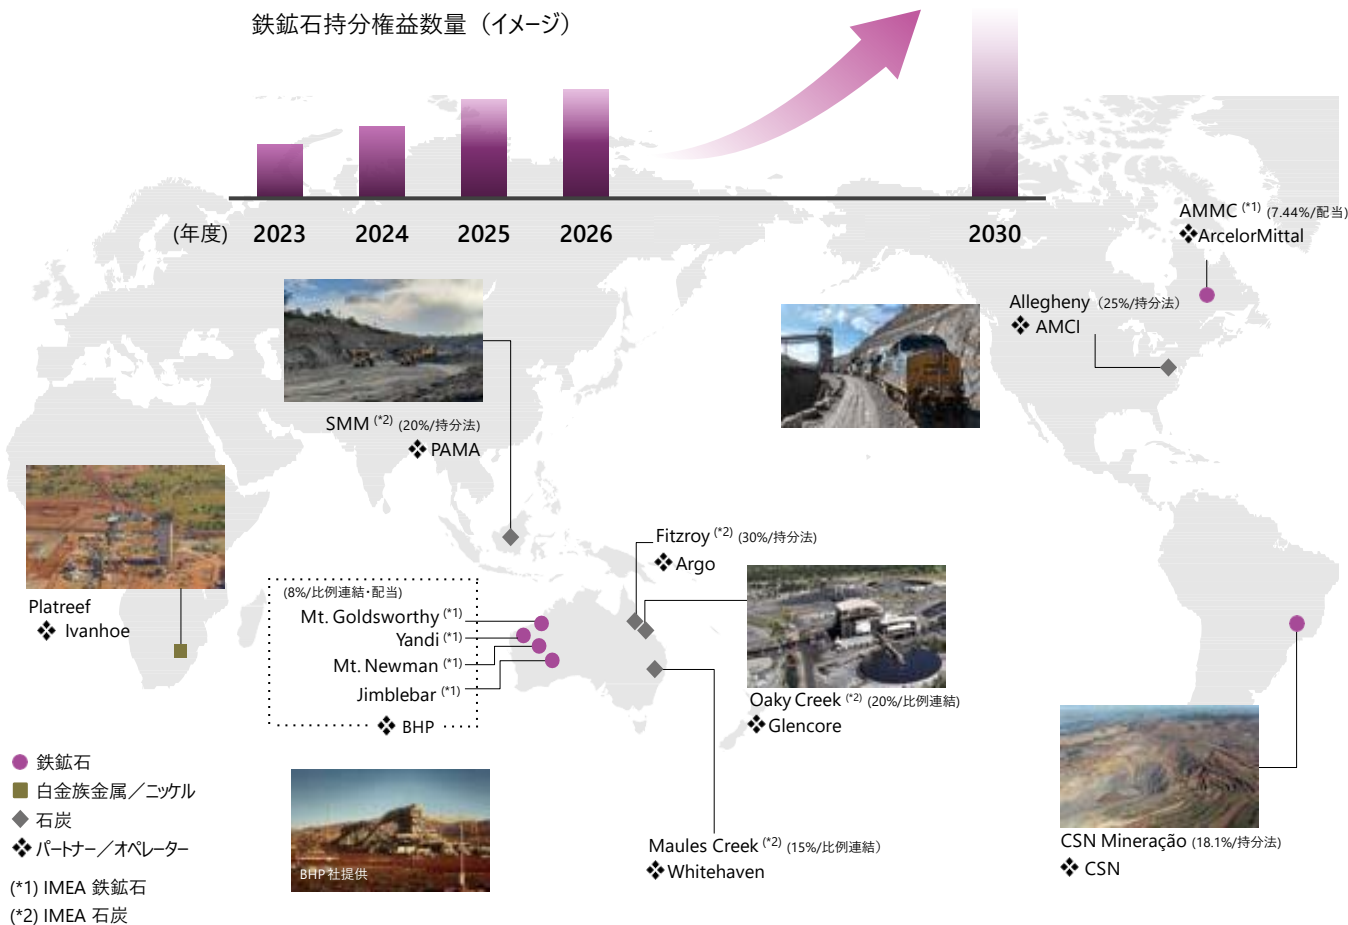 鉄鉱石持分権益数量（イメージ）
(年度) 2023 2024 2025 2026 2030
AMMC (*1) (7.44%/配当)
❖ArcelorMittal
Allegheny（25%/持分法）
❖ AMCI
SMM (*2) (20%/持分法)
❖ PAMA
Platreef
❖ Ivanhoe
Fitzroy (*2) (30%/持分法)
❖ Argo
(8%/比例連結・配当)
Mt. Goldsworthy (*1)
Yandi (*1)
Mt. Newman (*1)
Jimblebar (*1)
❖ BHP
Oaky Creek (*2) (20%/比例連結)
❖Glencore
BHP社提供
Maules Creek (*2) (15%/比例連結）
❖Whitehaven
CSN Mineração (18.1%/持分法)
❖ CSN
鉄鉱石
白金族金属／ニッケル
石炭
❖ パートナー／オペレーター
(*1) IMEA 鉄鉱石
(*2) IMEA 石炭